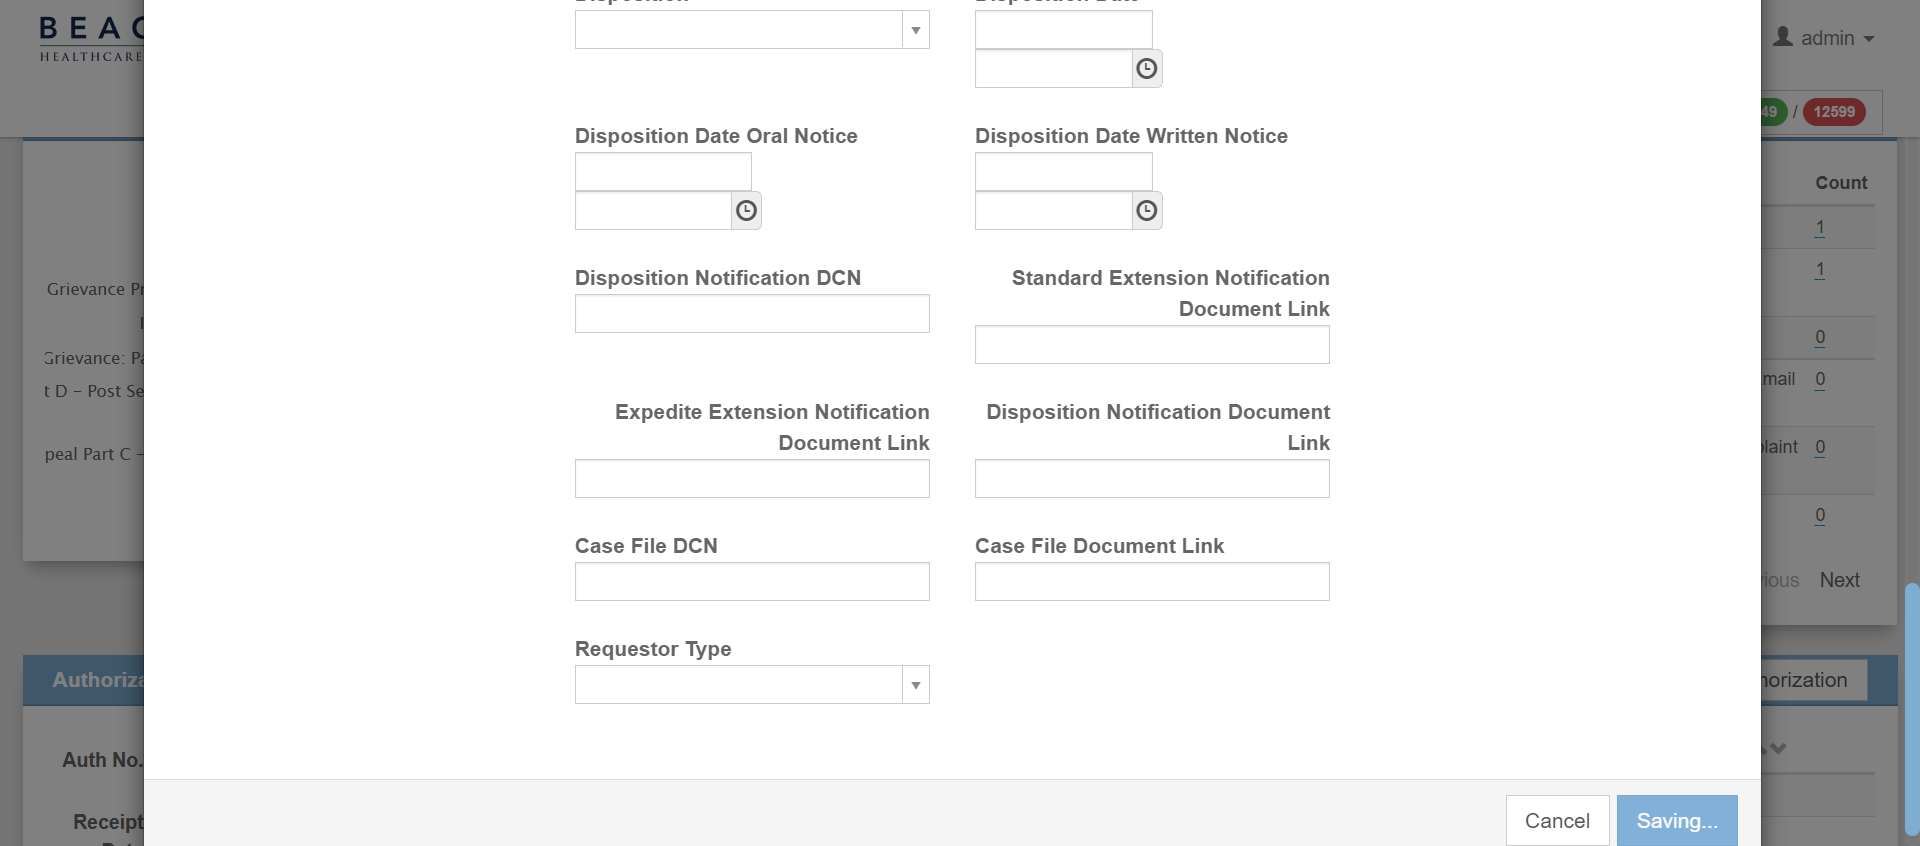 BEAC
HEALTHCARE
admin
49 / 12599
Disposition
Disposition Date
Disposition Date Oral Notice
Disposition Date Written Notice
Disposition Notification DCN
Standard Extension Notification
Document Link
Expedite Extension Notification
Document Link
Disposition Notification Document
Link
Case File DCN
Case File Document Link
Requestor Type
Cancel
Saving...
Grievance Pr
Grievance: Pa
t D – Post Se
peal Part C –
Count
1
1
0
mail 0
laint 0
0
ious Next
Authoriza
horization
Auth No.
Receipt